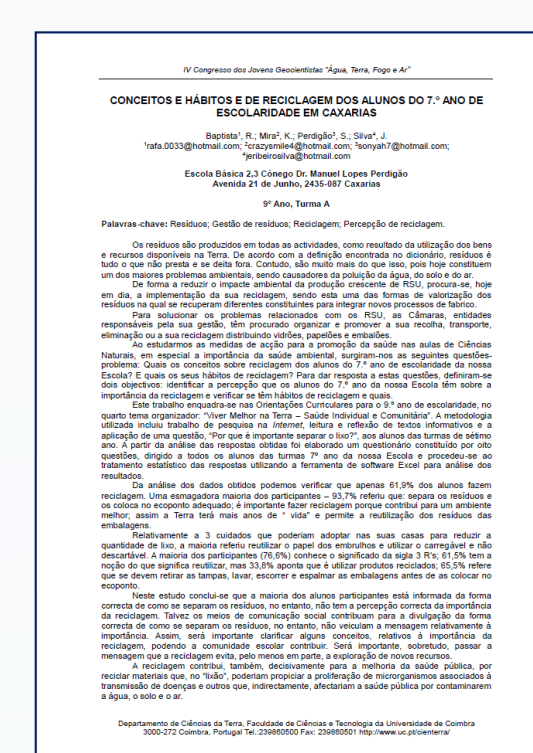 IV Congresso dos Jovens Geocientistas "Água, Terra, Fogo e Ar"
CONCEITOS E HÁBITOS E DE RECICLAGEM DOS ALUNOS DO 7.º ANO DE
ESCOLARIDADE EM CAXARIAS
Baptista¹, R.; Mira², K.; Perdigão³, S.; Silva⁴, J.
¹rafa.0033@hotmail.com; ²crazysmile4@hotmail.com; ³sonyah7@hotmail.com;
⁴jeribeirosilva@hotmail.com
Escola Básica 2,3 Cónego Dr. Manuel Lopes Perdigão
Avenida 21 de Junho, 2435-087 Caxarias
9º Ano, Turma A
Palavras-chave: Resíduos; Gestão de resíduos; Reciclagem; Percepção de reciclagem.
Os resíduos são produzidos em todas as actividades, como resultado da utilização dos bens
e recursos disponíveis na Terra. De acordo com a definição encontrada no dicionário, resíduos é
tudo o que não presta e se deita fora. Contudo, são muito mais do que isso, pois hoje constituem
um dos maiores problemas ambientais, sendo causadores da poluição da água, do solo e do ar.
De forma a reduzir o impacte ambiental da produção crescente de RSU, procura-se, hoje
em dia, a implementação da sua reciclagem, sendo esta uma das formas de valorização dos
resíduos na qual se recuperam diferentes constituintes para integrar novos processos de fabrico.
Para solucionar os problemas relacionados com os RSU, as Câmaras, entidades
responsáveis pela sua gestão, têm procurado organizar e promover a sua recolha, transporte,
eliminação ou a sua reciclagem distribuindo vidrões, papelões e embalões.
Ao estudarmos as medidas de acção para a promoção da saúde nas aulas de Ciências
Naturais, em especial a importância da saúde ambiental, surgiram-nos as seguintes questões-
problema: Quais os conceitos sobre reciclagem dos alunos do 7.º ano de escolaridade da nossa
Escola? E quais os seus hábitos de reciclagem? Para dar resposta a estas questões, definiram-se
dois objectivos: identificar a percepção que os alunos do 7.º ano da nossa Escola têm sobre a
importância da reciclagem e verificar se têm hábitos de reciclagem e quais.
Este trabalho enquadra-se nas Orientações Curriculares para o 9.º ano de escolaridade, no
quarto tema organizador: "Viver Melhor na Terra – Saúde Individual e Comunitária". A metodologia
utilizada incluiu trabalho de pesquisa na Internet, leitura e reflexão de textos informativos e a
aplicação de uma questão, "Por que é importante separar o lixo?", aos alunos das turmas de sétimo
ano. A partir da análise das respostas obtidas foi elaborado um questionário constituído por oito
questões, dirigido a todos os alunos das turmas 7º ano da nossa Escola e procedeu-se ao
tratamento estatístico das respostas utilizando a ferramenta de software Excel para análise dos
resultados.
Da análise dos dados obtidos podemos verificar que apenas 61,9% dos alunos fazem
reciclagem. Uma esmagadora maioria dos participantes – 93,7% referiu que: separa os resíduos e
os coloca no ecoponto adequado; é importante fazer reciclagem porque contribui para um ambiente
melhor; assim a Terra terá mais anos de " vida" e permite a reutilização dos resíduos das
embalagens.
Relativamente a 3 cuidados que poderiam adoptar nas suas casas para reduzir a
quantidade de lixo, a maioria referiu reutilizar o papel dos embrulhos e utilizar o carregável e não
descartável. A maioria dos participantes (76,6%) conhece o significado da sigla 3 R's; 61,5% tem a
noção do que significa reutilizar, mas 33,8% aponta que é utilizar produtos reciclados; 65,5% refere
que se devem retirar as tampas, lavar, escorrer e espalmar as embalagens antes de as colocar no
ecoponto.
Neste estudo conclui-se que a maioria dos alunos participantes está informada da forma
correcta de como se separam os resíduos, no entanto, não tem a percepção correcta da importância
da reciclagem. Talvez os meios de comunicação social contribuam para a divulgação da forma
correcta de como se separam os resíduos, no entanto, não veiculam a mensagem relativamente à
importância. Assim, será importante clarificar alguns conceitos, relativos à importância da
reciclagem, podendo a comunidade escolar contribuir. Será importante, sobretudo, passar a
mensagem que a reciclagem evita, pelo menos em parte, a exploração de novos recursos.
A reciclagem contribui, também, decisivamente para a melhoria da saúde pública, por
reciclar materiais que, no "lixão", poderiam propiciar a proliferação de microrganismos associados à
transmissão de doenças e outros que, indirectamente, afectariam a saúde pública por contaminarem
a água, o solo e o ar.
Departamento de Ciências da Terra, Faculdade de Ciências e Tecnologia da Universidade de Coimbra
3000-272 Coimbra, Portugal Tel.:239860500 Fax: 239860501 http://www.uc.pt/cienterra/